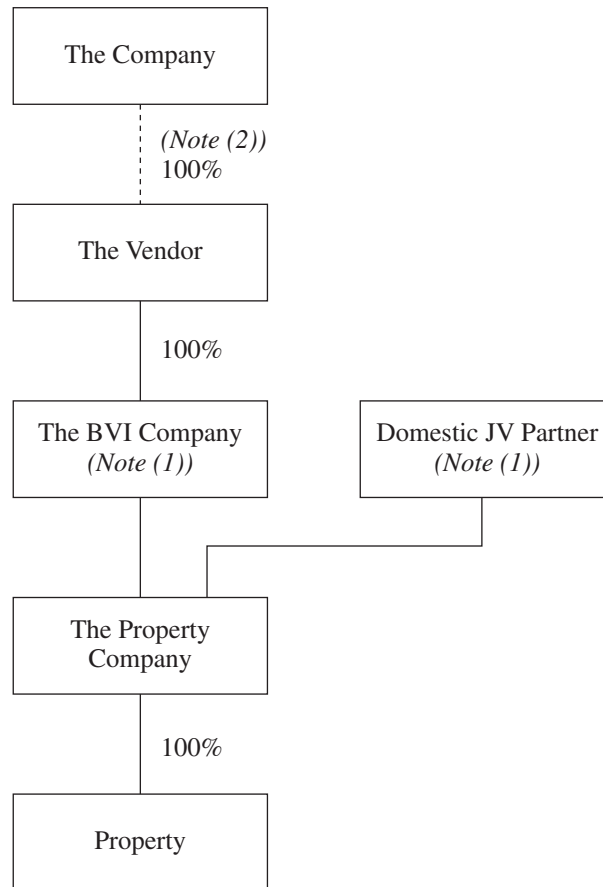 The Company
(Note (2))
100%
The Vendor
100%
The BVI Company
(Note (1))
Domestic JV Partner
(Note (1))
The Property
Company
100%
Property